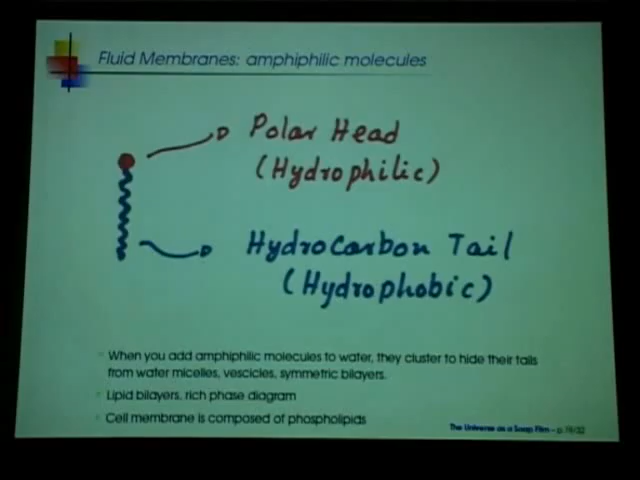 Fluid Membranes: amphiphilic molecules
Polar Head
(Hydrophilic)
Hydrocarbon Tail
(Hydrophobic)
When you add amphiphilic molecules to water, they cluster to hide their tails
from water micelles, vescicles, symmetric bilayers.
Lipid bilayers, rich phase diagram
Cell membrane is composed of phospholipids
The Universe as a Soap Film – p.